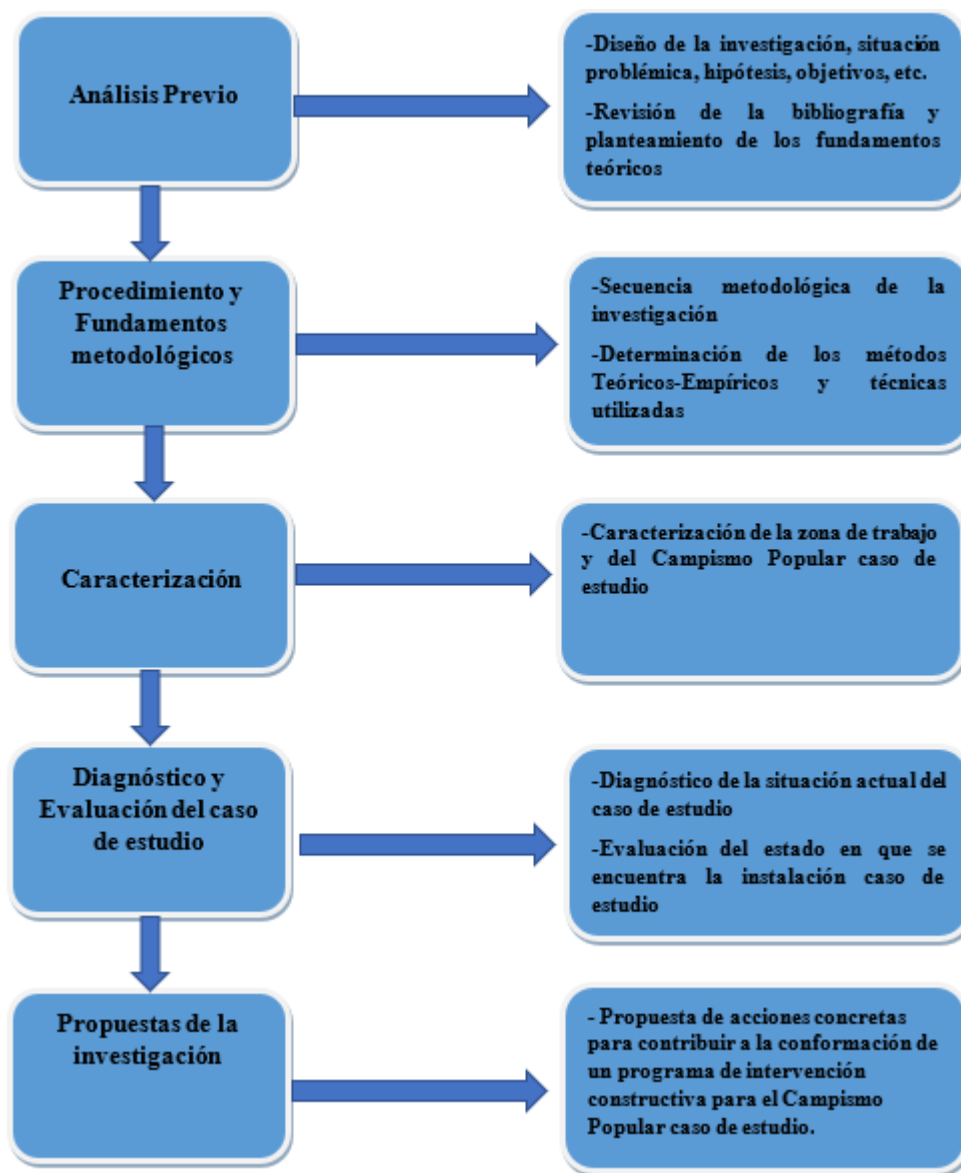 Análisis Previo
-Diseño de la investigación, situación
problémica, hipótesis, objetivos, etc.
-Revisión de la bibliografía y
planteamiento de los fundamentos
teóricos
Procedimiento y
Fundamentos
metodológicos
-Secuencia metodológica de la
investigación
-Determinación de los métodos
Teóricos-Empíricos y técnicas
utilizadas
Caracterización
-Caracterización de la zona de trabajo
y del Campismo Popular caso de
estudio
Diagnóstico y
Evaluación del caso
de estudio
-Diagnóstico de la situación actual del
caso de estudio
-Evaluación del estado en que se
encuentra la instalación caso de
estudio
Propuestas de la
investigación
- Propuesta de acciones concretas
para contribuir a la conformación de
un programa de intervención
constructiva para el Campismo
Popular caso de estudio.